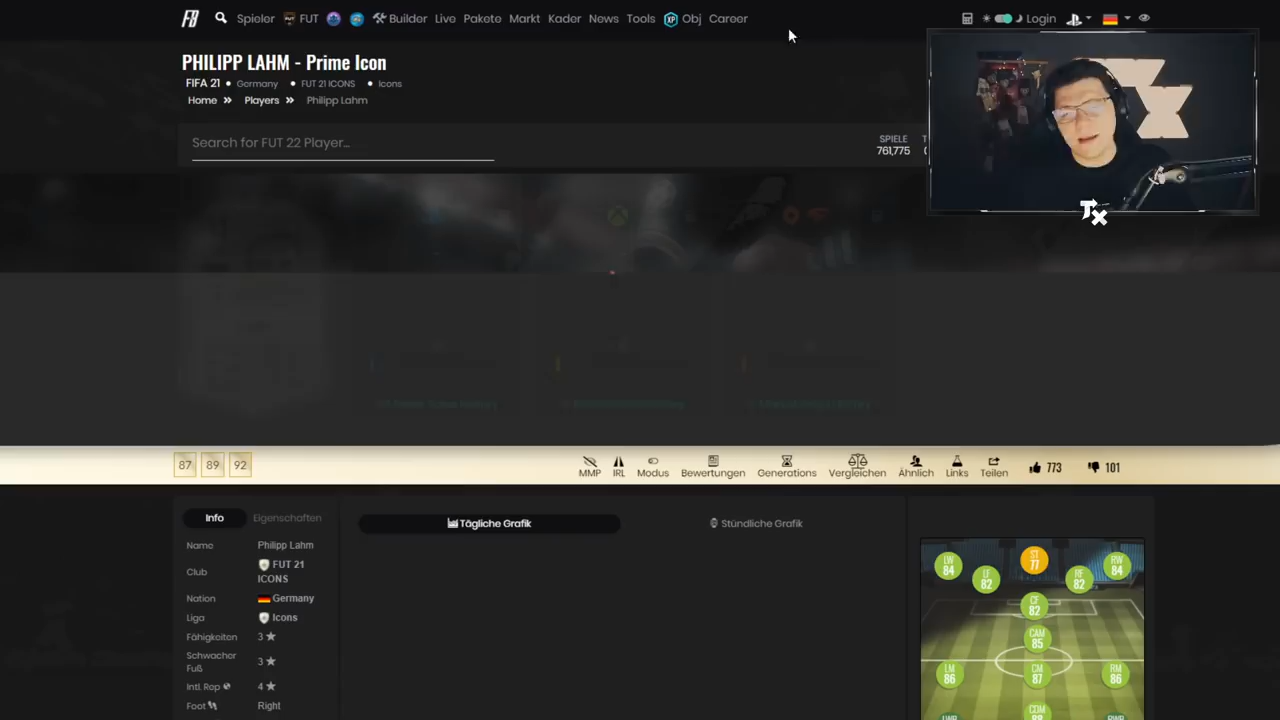 FB Spieler FUT Builder Live Pakete Markt Kader News Tools XP Obj Career Login
PHILIPP LAHM - Prime Icon
FIFA 21 • Germany • FUT 21 ICONS • Icons
Home » Players » Philipp Lahm
Search for FUT 22 Player...
SPIELE
761,775
TX
87 89 92
MMP IRL Modus Bewertungen Generations Vergleichen Ähnlich Links Teilen 773 101
Info Eigenschaften
Tägliche Grafik Stündliche Grafik
Name Philipp Lahm
Club FUT 21 ICONS
Nation Germany
Liga Icons
Fähigkeiten 3 ★
Schwacher Fuß 3 ★
Intl. Rep 4 ★
Foot Right
ST 77
LW 84
RW 84
LF 82
RF 82
CF 82
CAM 85
LM 86
CM 87
RM 86
CDM 88